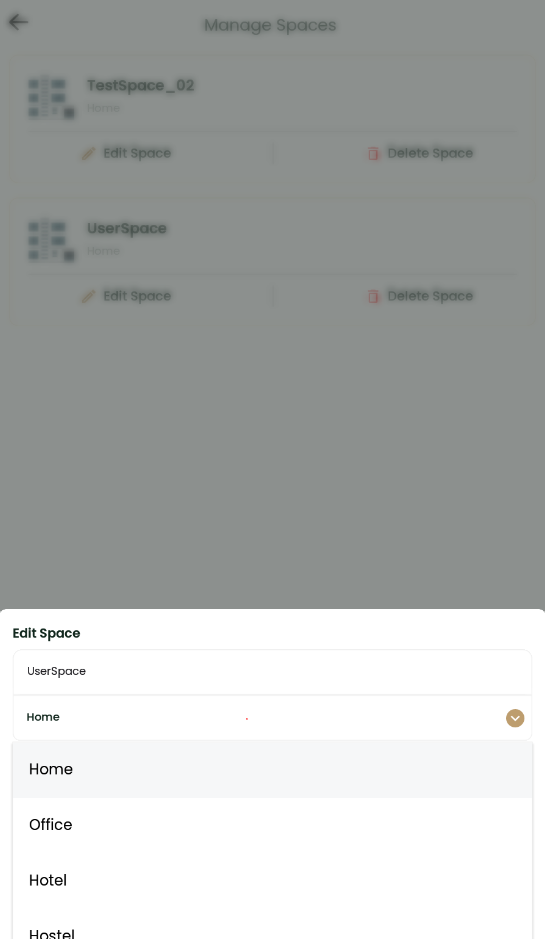 Manage Spaces
TestSpace_02
Home
Edit Space
Delete Space
UserSpace
Home
Edit Space
Delete Space
Edit Space
UserSpace
Home
Home
Office
Hotel
Hostel